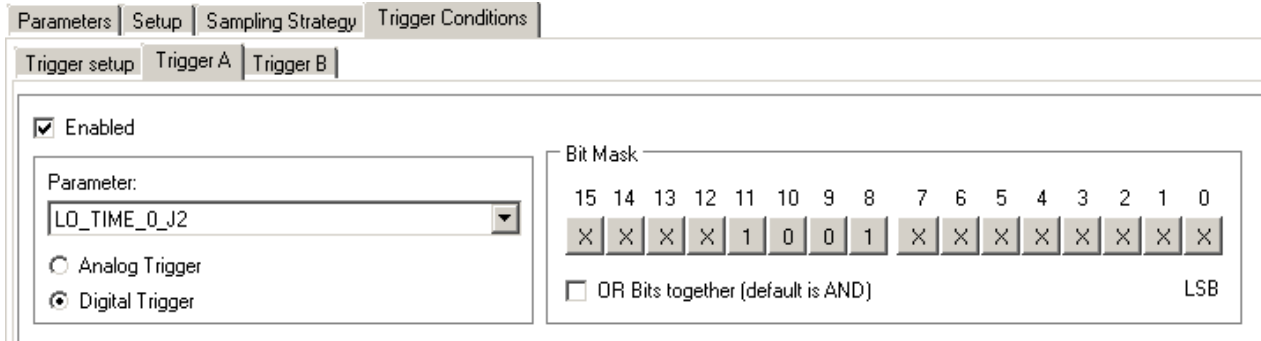 Parameters Setup Sampling Strategy Trigger Conditions
Trigger setup Trigger A Trigger B
Enabled
Parameter:
LO_TIME_0_J2
Analog Trigger
Digital Trigger
Bit Mask
15 14 13 12 11 10 9 8 7 6 5 4 3 2 1 0
X X X X 1 0 0 1 X X X X X X X X
OR Bits together (default is AND) LSB